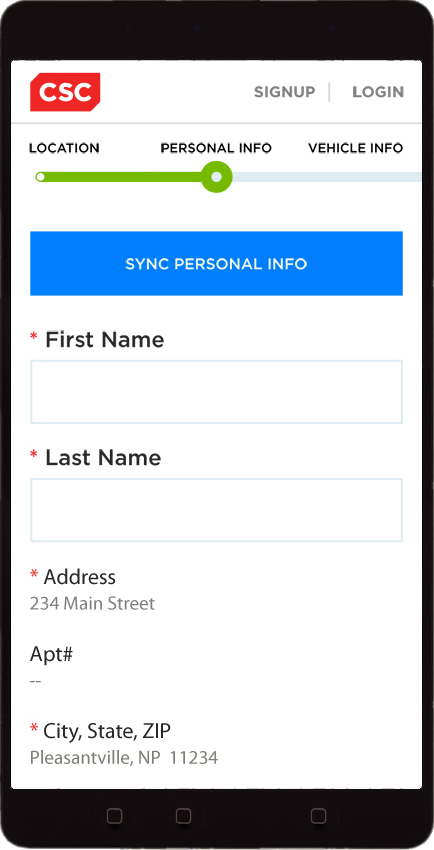 CSC
SIGNUP | LOGIN
LOCATION PERSONAL INFO VEHICLE INFO
SYNC PERSONAL INFO
* First Name
* Last Name
* Address
234 Main Street
Apt#
--
* City, State, ZIP
Pleasantville, NP 11234